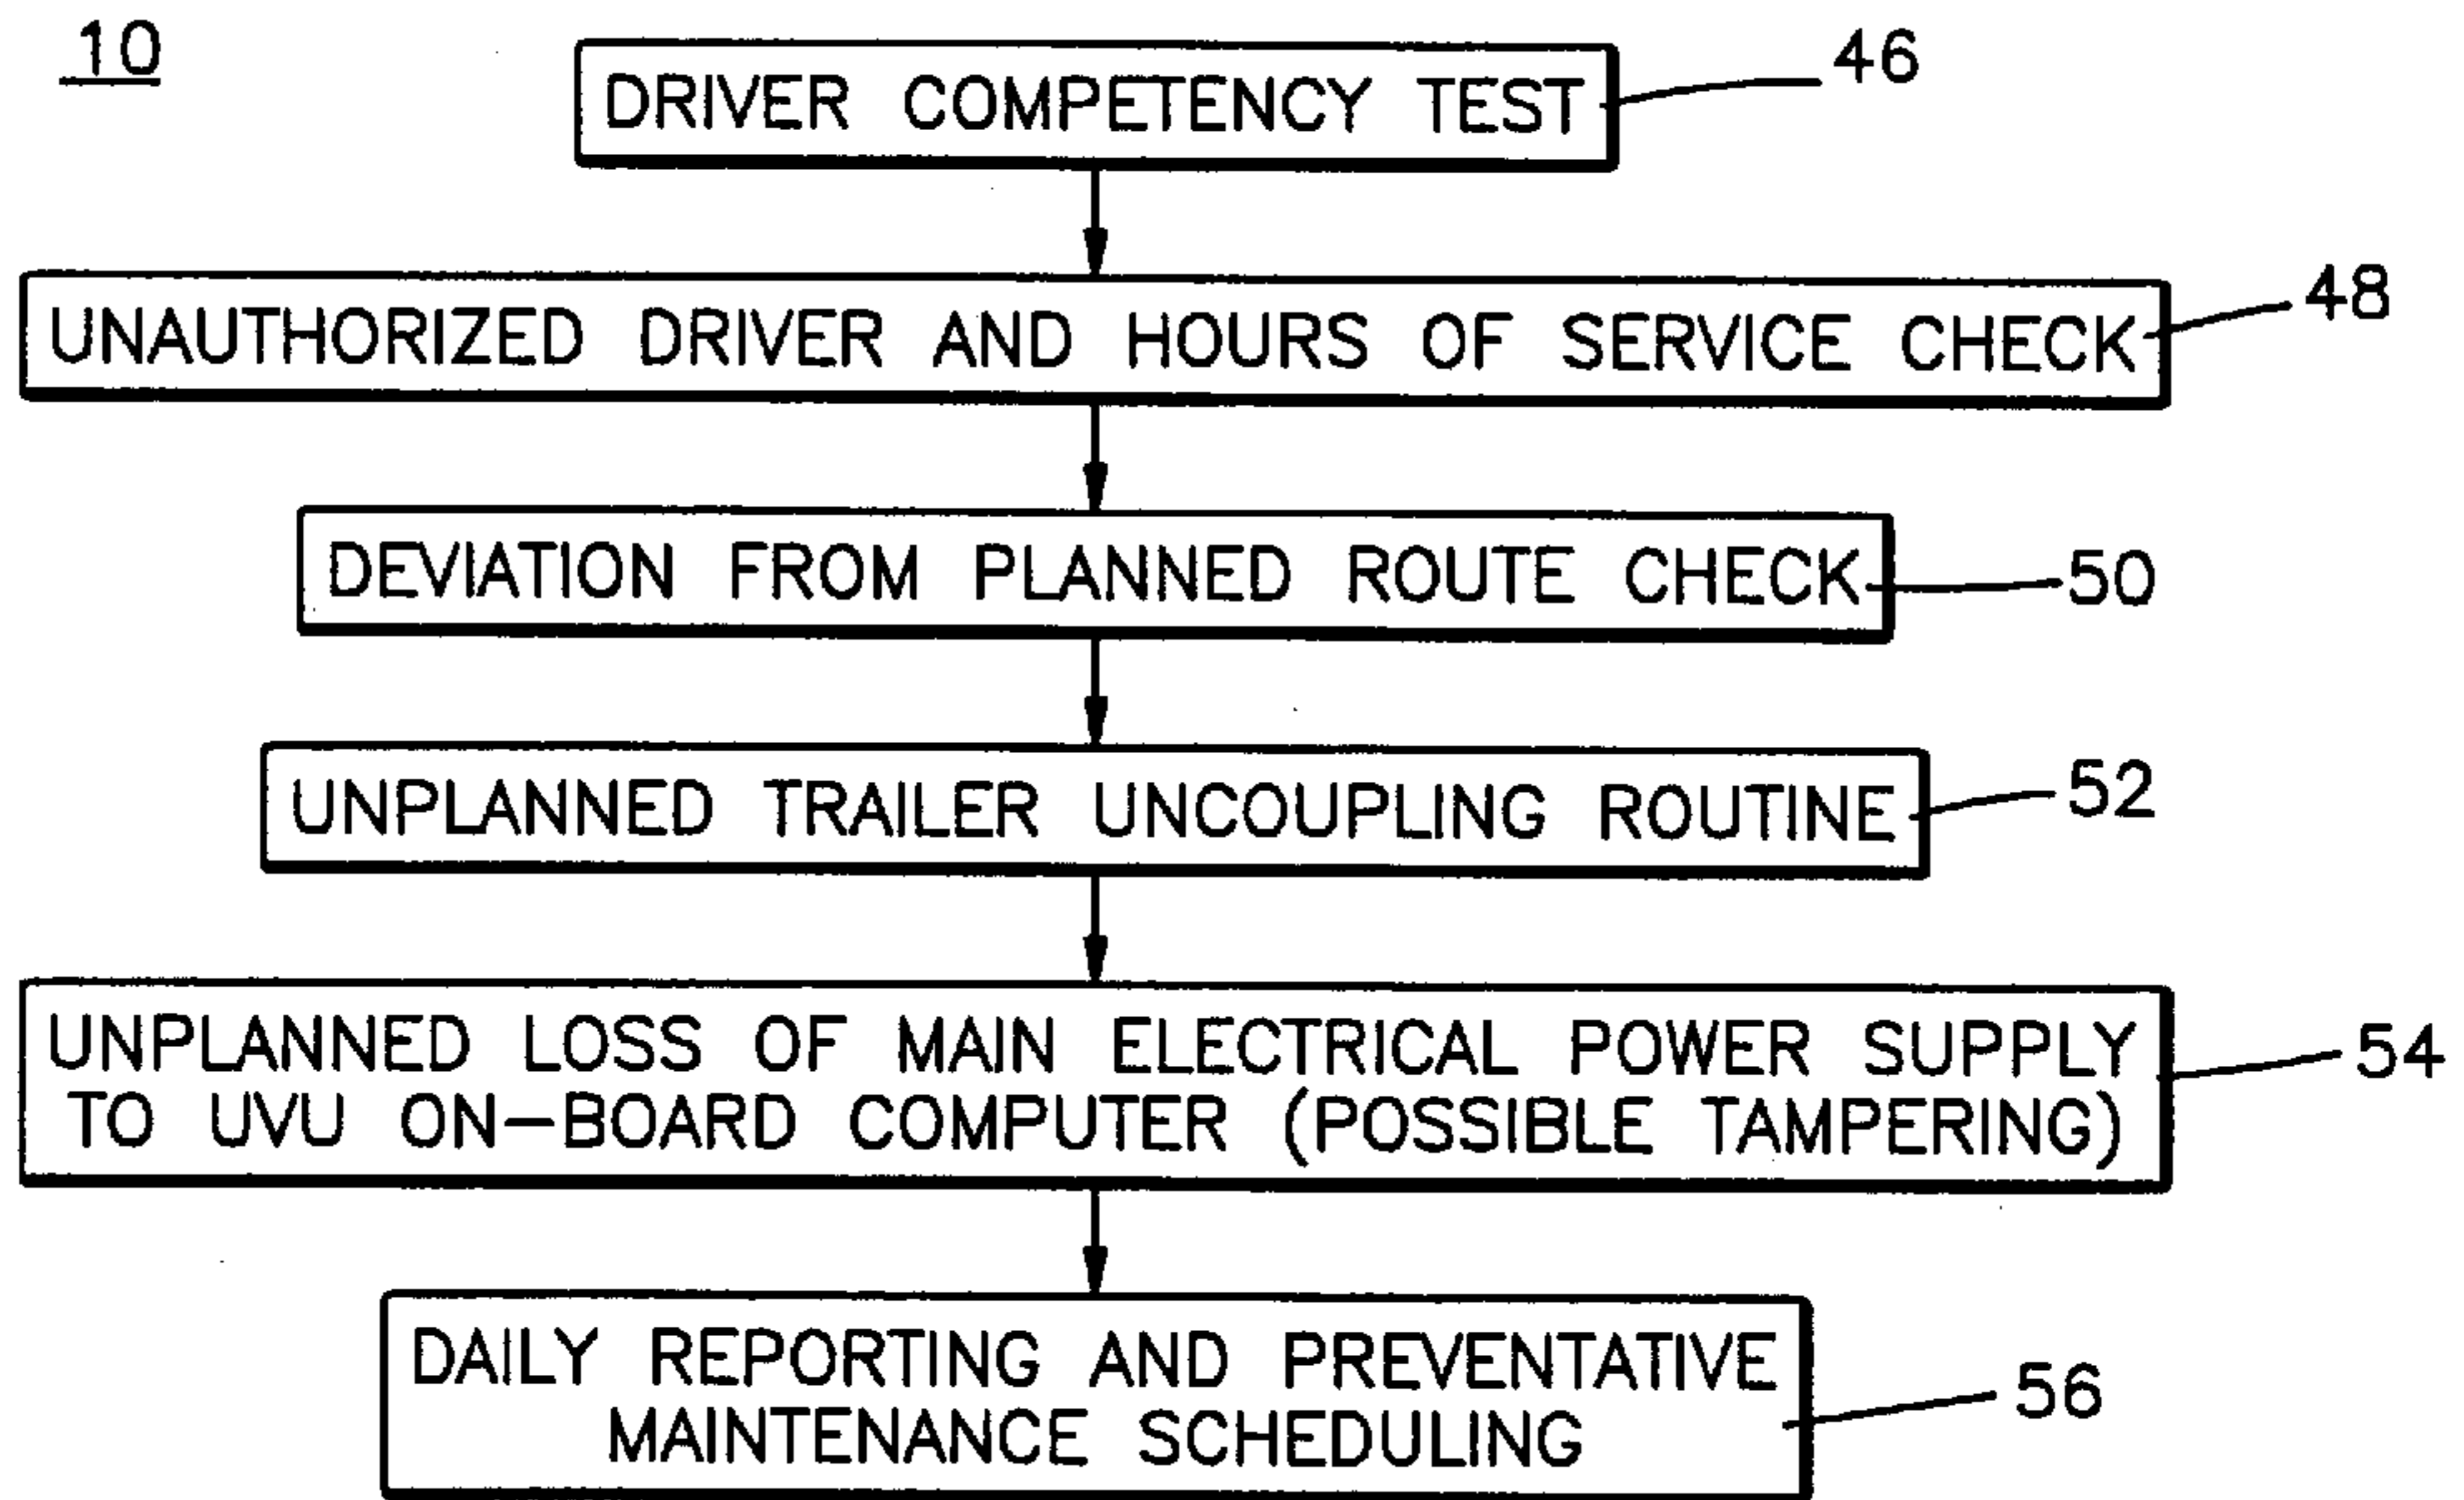 10
DRIVER COMPETENCY TEST
46
UNAUTHORIZED DRIVER AND HOURS OF SERVICE CHECK
48
DEVIATION FROM PLANNED ROUTE CHECK
50
UNPLANNED TRAILER UNCOUPLING ROUTINE
52
UNPLANNED LOSS OF MAIN ELECTRICAL POWER SUPPLY
TO UVU ON-BOARD COMPUTER (POSSIBLE TAMPERING)
54
DAILY REPORTING AND PREVENTATIVE
MAINTENANCE SCHEDULING
56